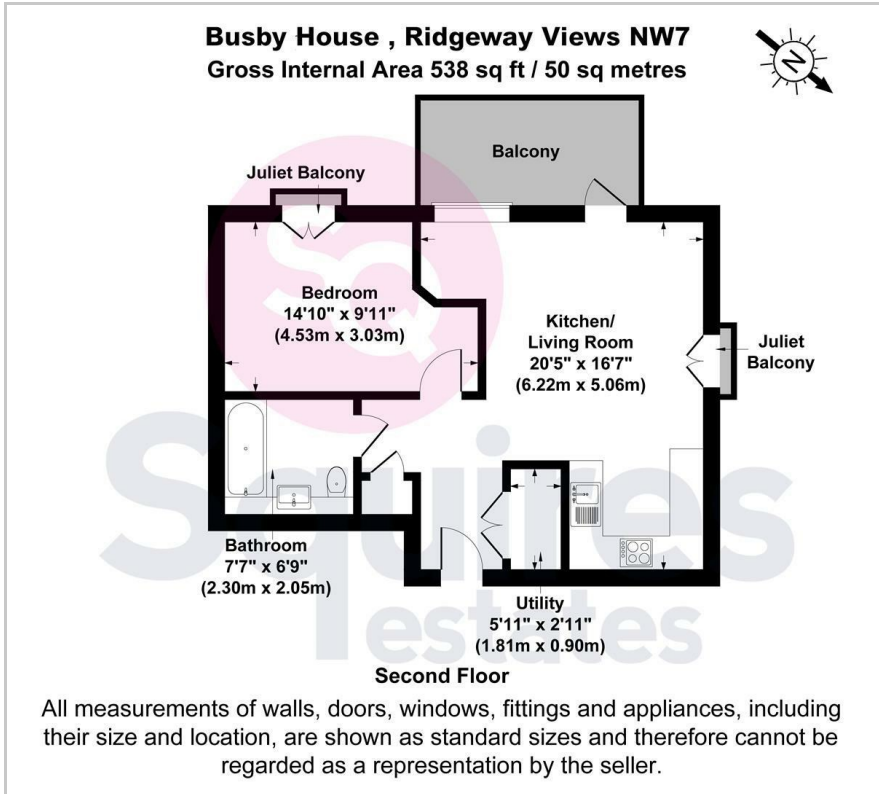 Busby House , Ridgeway Views NW7
Gross Internal Area 538 sq ft / 50 sq metres
N
Balcony
Juliet Balcony
Bedroom
14'10" x 9'11"
(4.53m x 3.03m)
Kitchen/
Living Room
20'5" x 16'7"
(6.22m x 5.06m)
Juliet
Balcony
SQ
Squires
estates
Bathroom
7'7" x 6'9"
(2.30m x 2.05m)
Utility
5'11" x 2'11"
(1.81m x 0.90m)
Second Floor
All measurements of walls, doors, windows, fittings and appliances, including
their size and location, are shown as standard sizes and therefore cannot be
regarded as a representation by the seller.